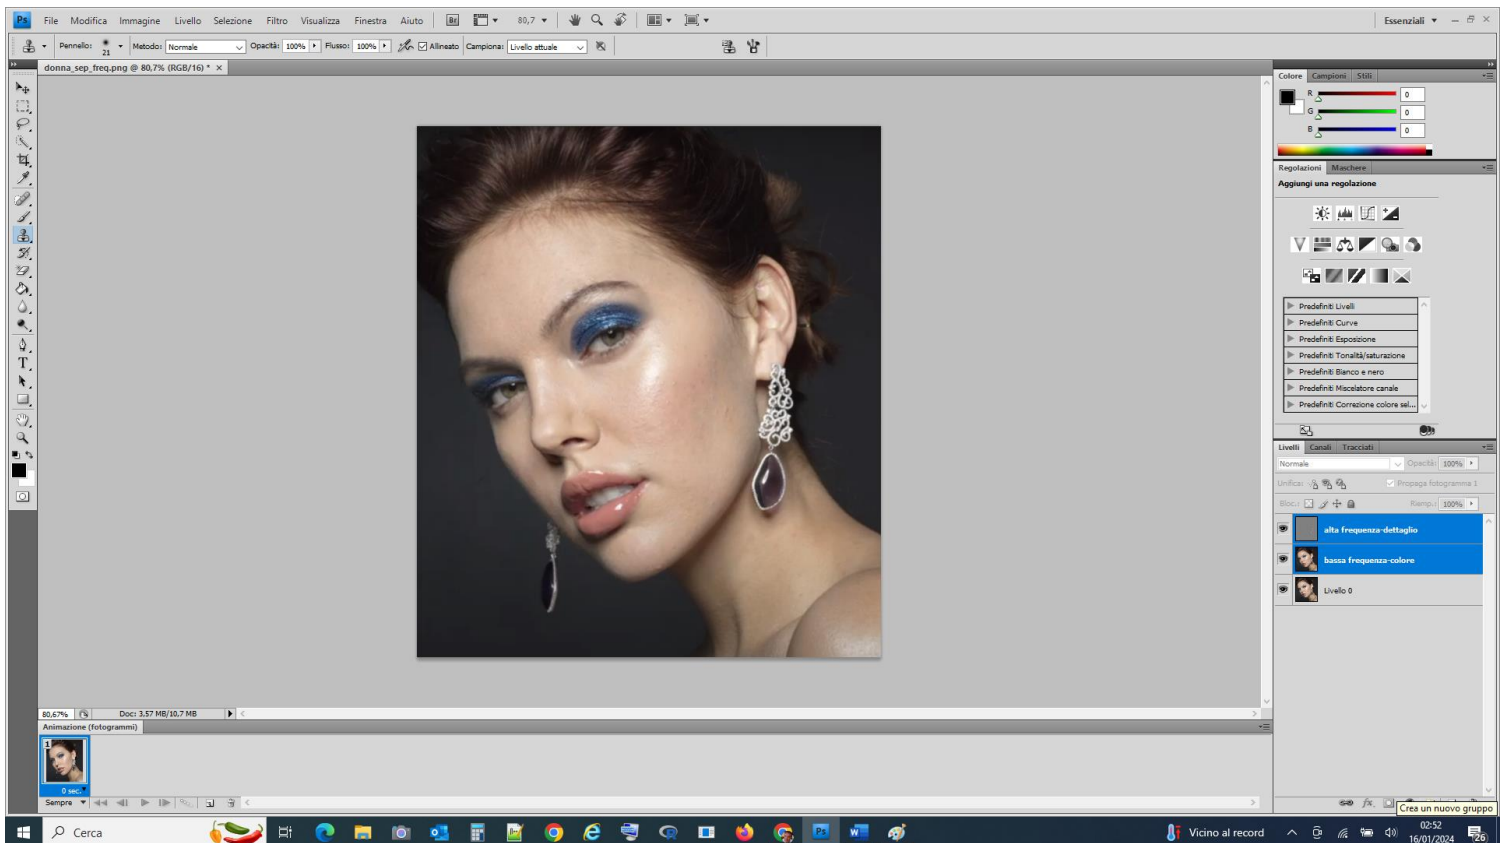 Ps File Modifica Immagine Livello Selezione Filtro Visualizza Finestra Aiuto Br 80,7 Essenziali
Pennello: 21 Metodo: Normale Opacità: 100% Flusso: 100% Allineato Campiona: Livello attuale
donna_sep_freq.png @ 80,7% (RGB/16) * ×
Colore Campioni Stili
R 0
G 0
B 0
Regolazioni Maschere
Aggiungi una regolazione
Predefiniti Livelli
Predefiniti Curve
Predefiniti Esposizione
Predefiniti Tonalità/saturazione
Predefiniti Bianco e nero
Predefiniti Miscelatore canale
Predefiniti Correzione colore sel...
Livelli Canali Tracciati
Normale Opacità: 100%
Unifica: Propaga fotogramma 1
Bloc.: Riemp.: 100%
alta frequenza-dettaglio
bassa frequenza-colore
Livello 0
80,67% Doc: 3,57 MB/10,7 MB
Animazione (fotogrammi)
1
0 sec.
Sempre
fx.
Crea un nuovo gruppo
Cerca
Ps
Vicino al record
02:52
16/01/2024
26